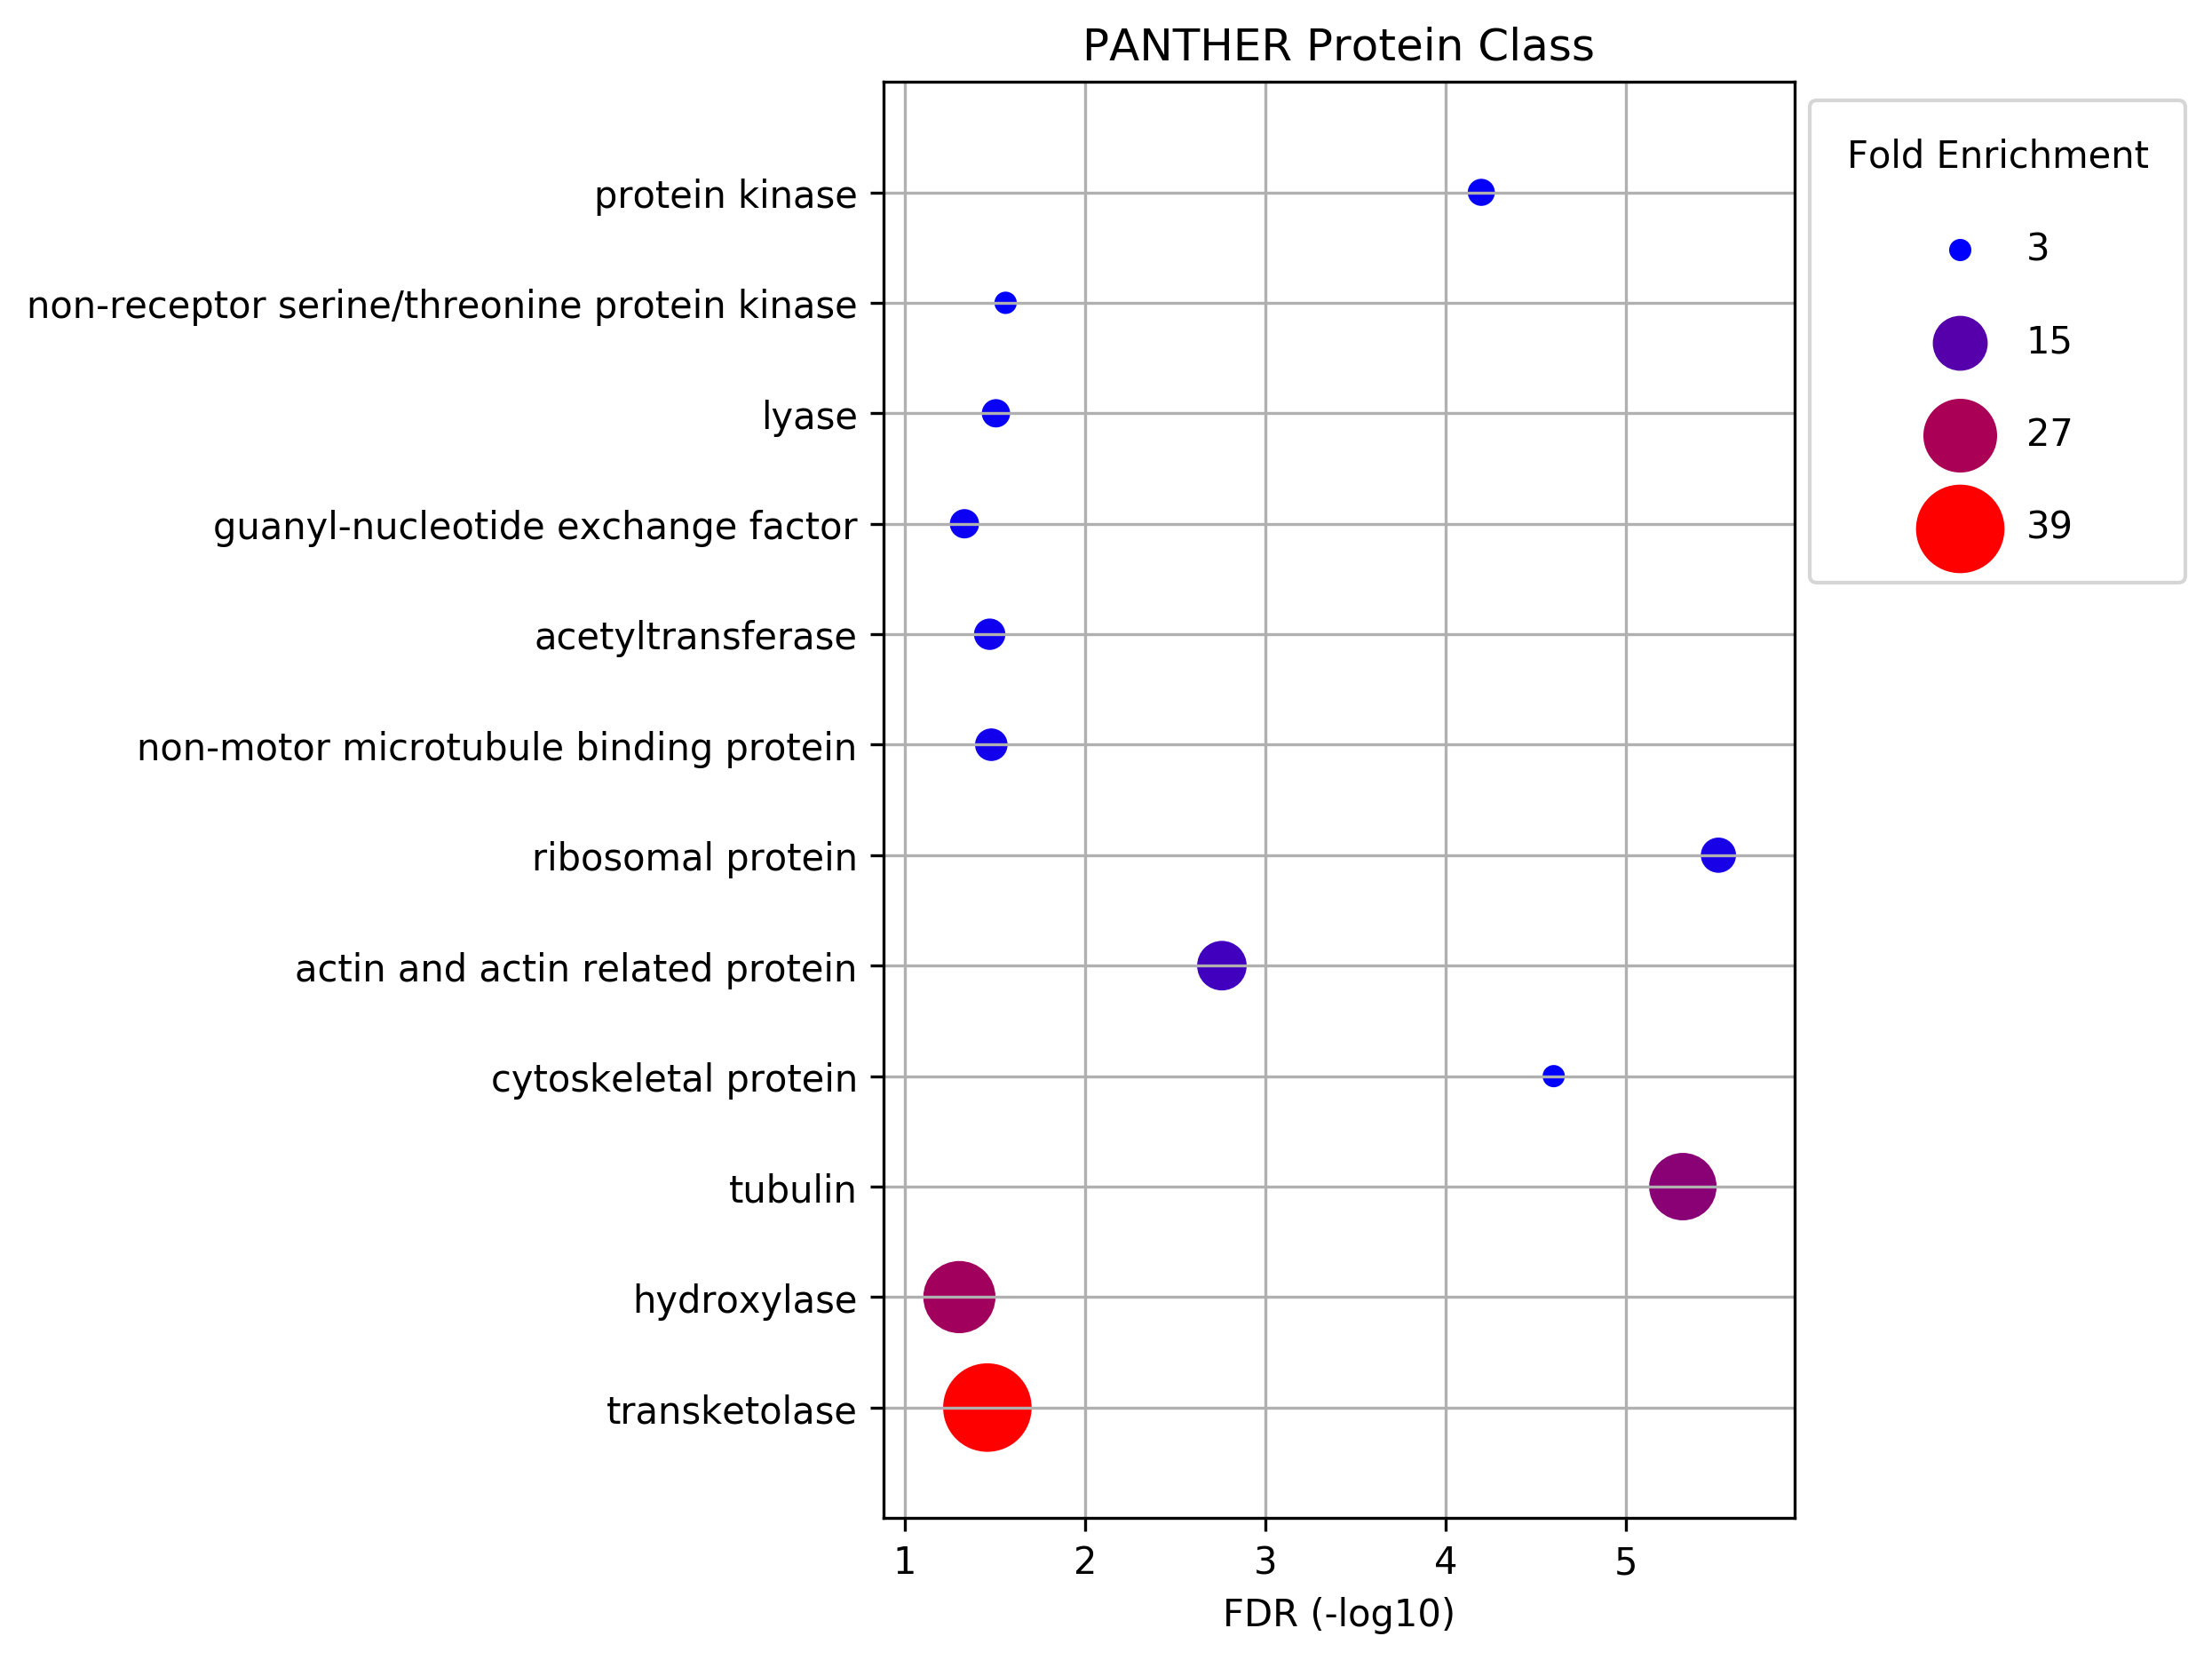 PANTHER Protein Class
protein kinase
non-receptor serine/threonine protein kinase
lyase
guanyl-nucleotide exchange factor
acetyltransferase
non-motor microtubule binding protein
ribosomal protein
actin and actin related protein
cytoskeletal protein
tubulin
hydroxylase
transketolase
1 2 3 4 5
FDR (-log10)
Fold Enrichment
3
15
27
39